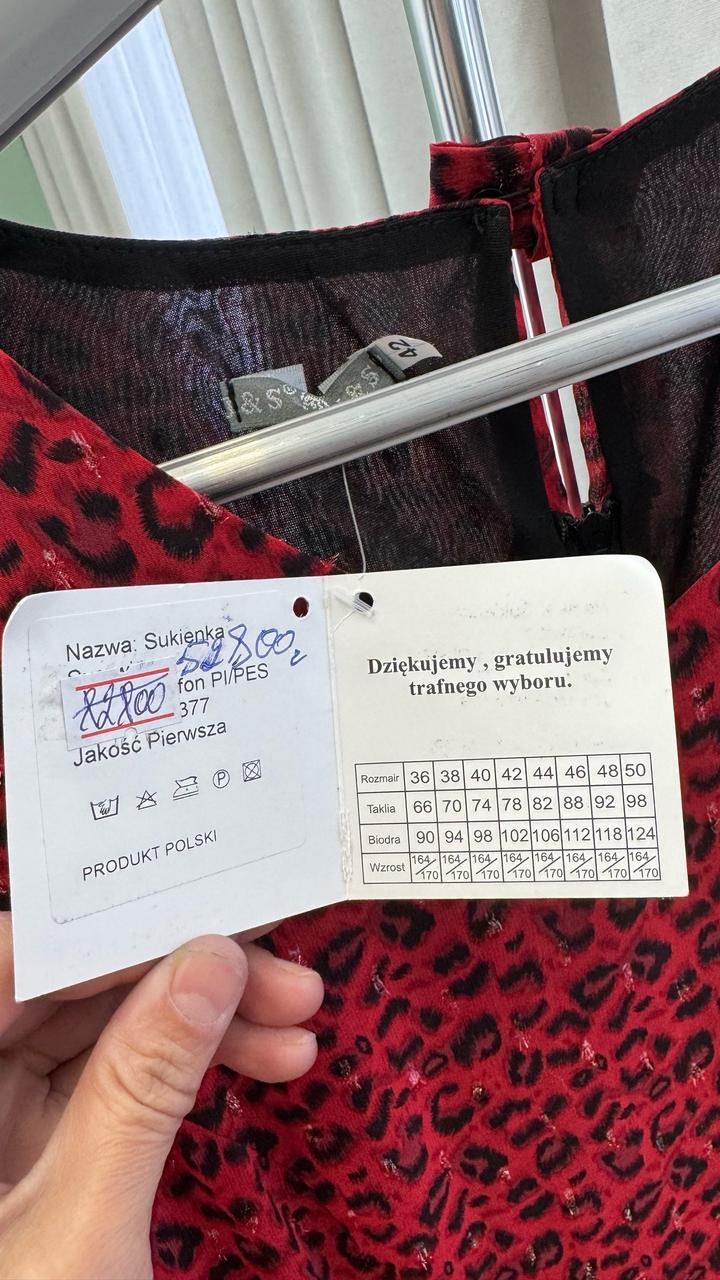 42
& S
& S
Nazwa: Sukienka
52800
82800
fon PI/PES
377
Jakość Pierwsza
PRODUKT POLSKI
Dziękujemy , gratulujemy
trafnego wyboru.
Rozmair 36 38 40 42 44 46 48 50
Taklia 66 70 74 78 82 88 92 98
Biodra 90 94 98 102 106 112 118 124
Wzrost 164/170 164/170 164/170 164/170 164/170 164/170 164/170 164/170